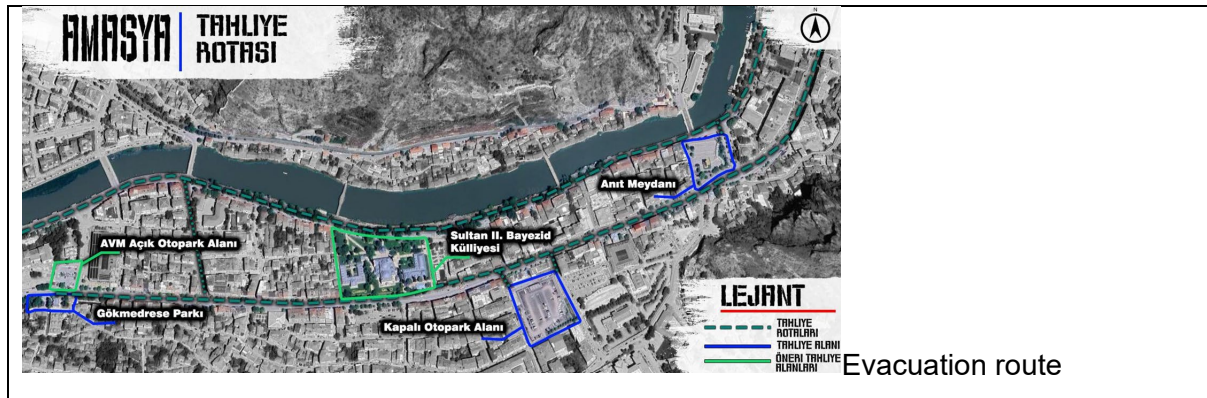 AMASYA
TAHLIYE
ROTASI
N
Anıt Meydanı
Sultan II. Bayezid
Külliyesi
AVM Açık Otopark Alanı
Gökmedrese Parkı
Kapalı Otopark Alanı
LEJANT
TAHLIYE
ROTALARI
TAHLIYE ALANI
ÖNERI TAHLIYE
ALANLARI
Evacuation route